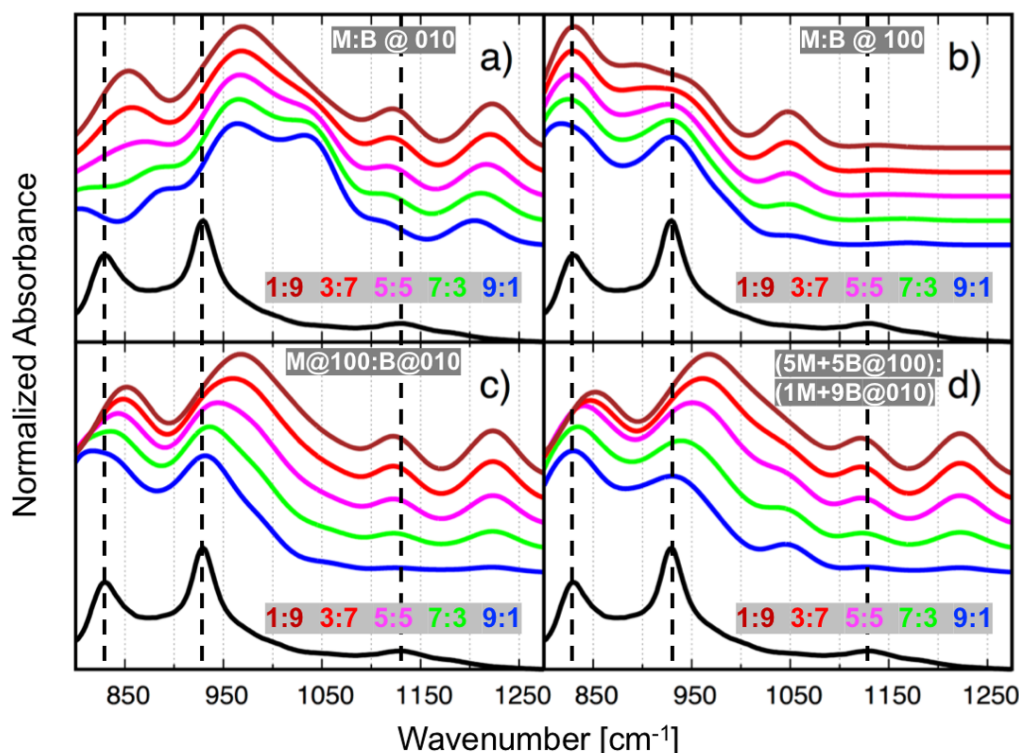 M:B @ 010
a)
M:B @ 100
b)
1:9 3:7 5:5 7:3 9:1
1:9 3:7 5:5 7:3 9:1
M@100:B@010
c)
(5M+5B@100):
(1M+9B@010)
d)
1:9 3:7 5:5 7:3 9:1
1:9 3:7 5:5 7:3 9:1
Normalized Absorbance
850 950 1050 1150 1250
850 950 1050 1150 1250
Wavenumber [cm⁻¹]